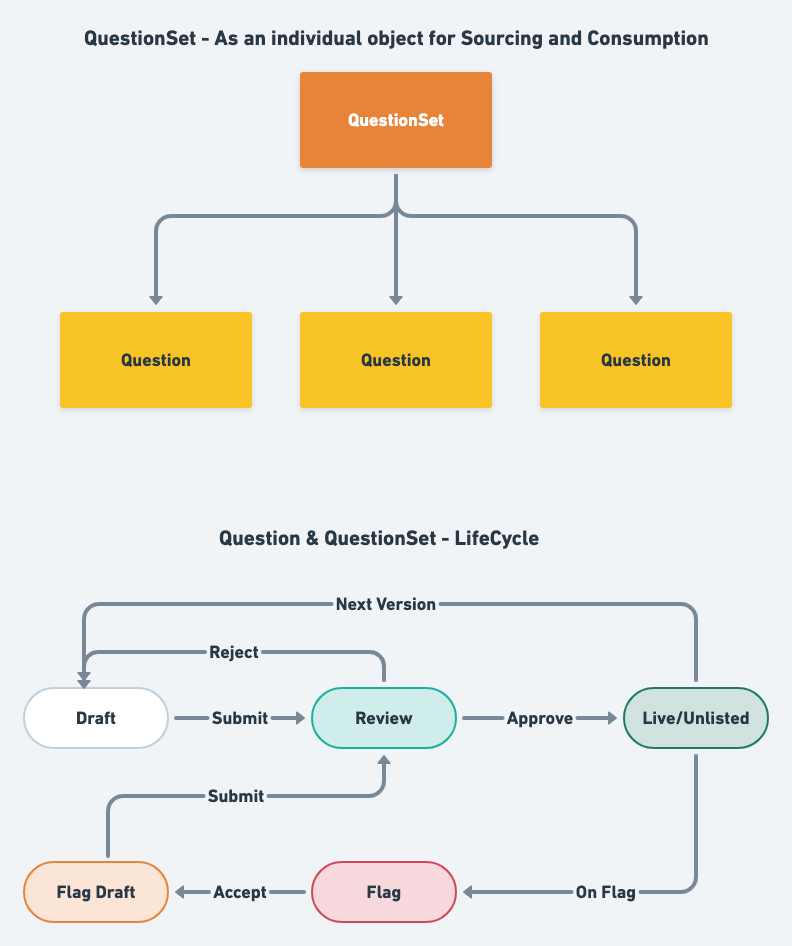 QuestionSet - As an individual object for Sourcing and Consumption
QuestionSet
Question
Question
Question
Question & QuestionSet - LifeCycle
Next Version
Reject
Draft
Submit
Review
Approve
Live/Unlisted
Submit
Flag Draft
Accept
Flag
On Flag